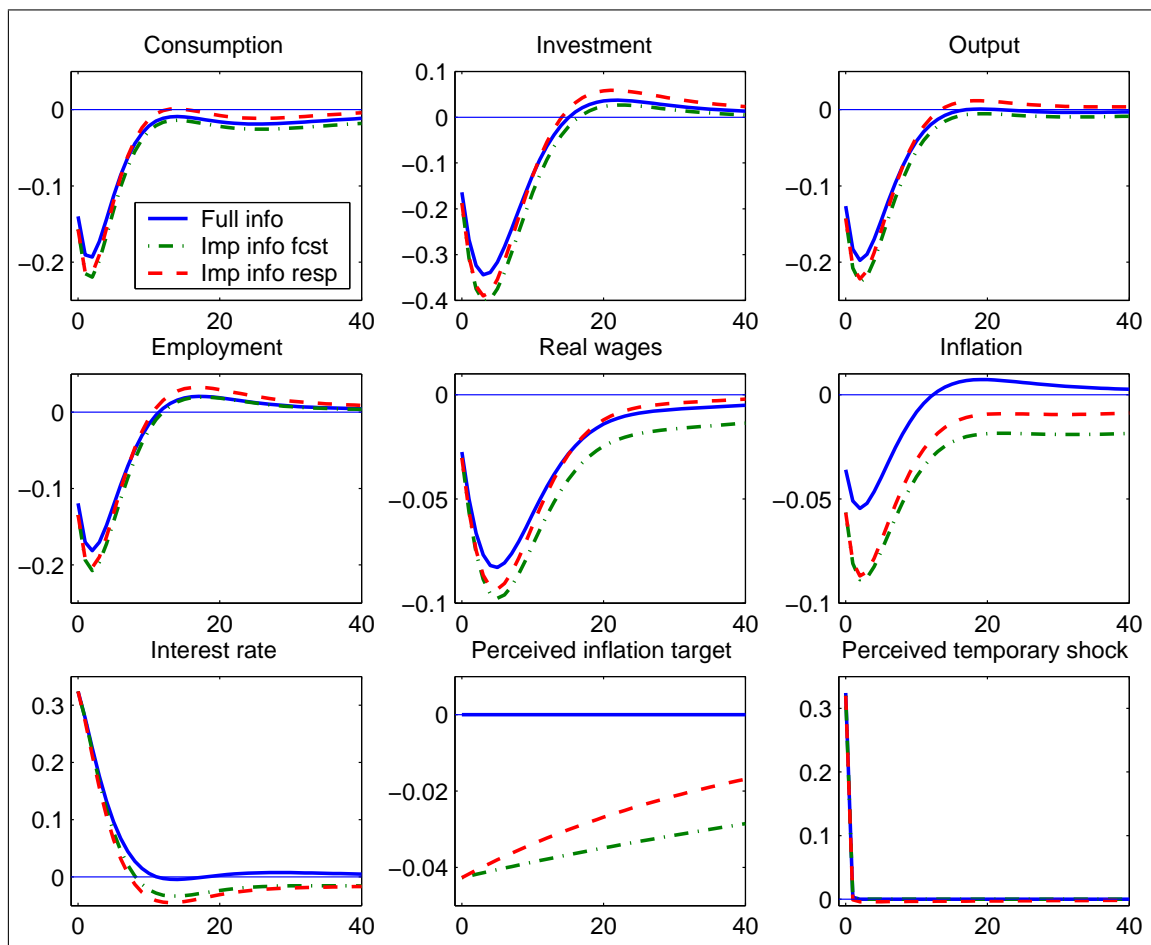 Consumption
0
−0.1
−0.2
0 20 40
Full info
Imp info fcst
Imp info resp
Investment
0.1
0
−0.1
−0.2
−0.3
−0.4
0 20 40
Output
0
−0.1
−0.2
0 20 40
Employment
0
−0.1
−0.2
0 20 40
Real wages
0
−0.05
−0.1
0 20 40
Inflation
0
−0.05
−0.1
0 20 40
Interest rate
0.3
0.2
0.1
0
0 20 40
Perceived inflation target
0
−0.02
−0.04
0 20 40
Perceived temporary shock
0.3
0.2
0.1
0
0 20 40